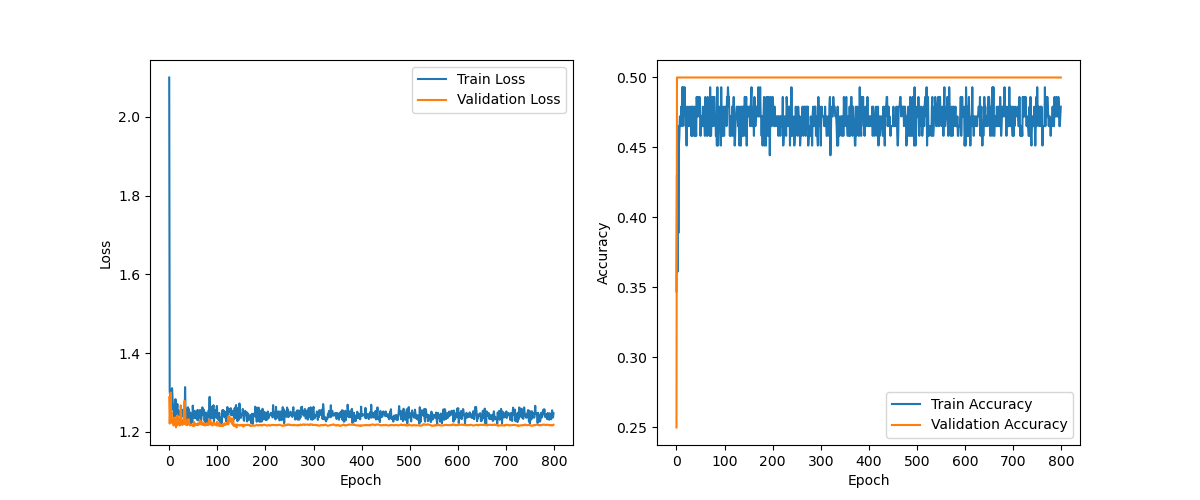 Train Loss
Validation Loss
2.0
1.8
1.6
1.4
1.2
Loss
0 100 200 300 400 500 600 700 800
Epoch
0.50
0.45
0.40
0.35
0.30
0.25
Accuracy
Train Accuracy
Validation Accuracy
0 100 200 300 400 500 600 700 800
Epoch